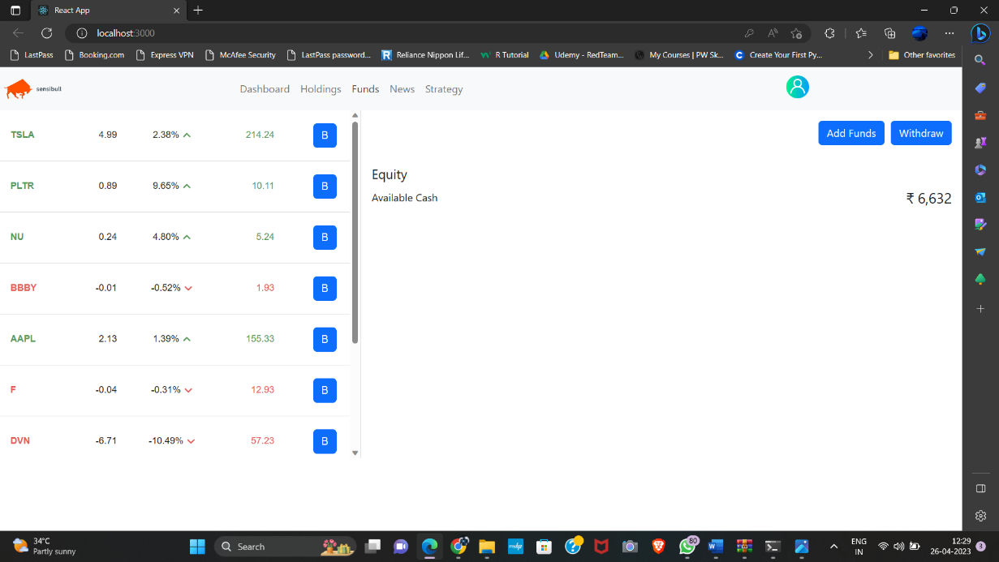 React App
localhost:3000
LastPass Booking.com Express VPN McAfee Security LastPass password... Reliance Nippon Lif... R Tutorial Udemy - RedTeam... My Courses | PW Sk... Create Your First Py... Other favorites
sensibull Dashboard Holdings Funds News Strategy
TSLA 4.99 2.38% 214.24 B
Add Funds Withdraw
PLTR 0.89 9.65% 10.11 B
Equity
Available Cash ₹ 6,632
NU 0.24 4.80% 5.24 B
BBBY -0.01 -0.52% 1.93 B
AAPL 2.13 1.39% 155.33 B
F -0.04 -0.31% 12.93 B
DVN -6.71 -10.49% 57.23 B
34°C
Partly sunny
Search
80
ENG
IN
12:29
26-04-2023
3